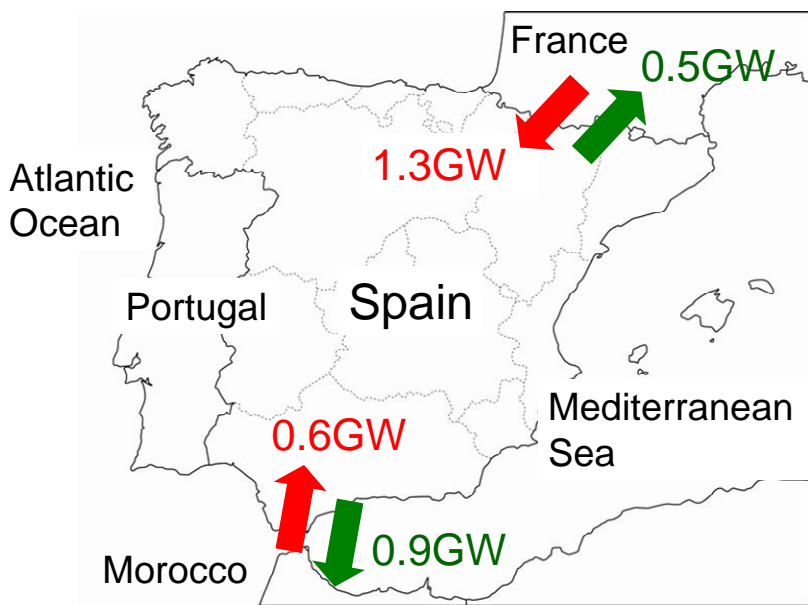 France
0.5GW
1.3GW
Atlantic
Ocean
Portugal
Spain
Mediterranean
Sea
0.6GW
0.9GW
Morocco